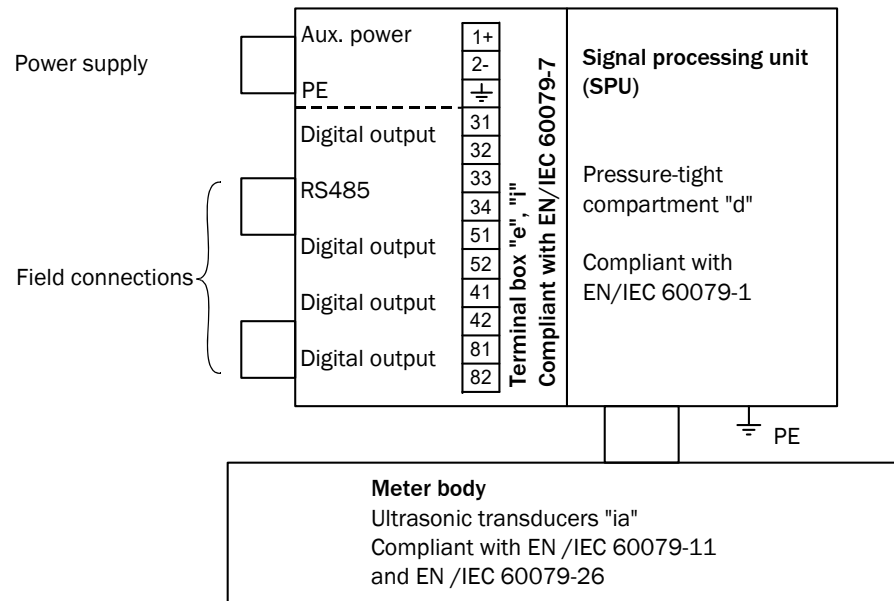 Power supply
Aux. power
PE
1+
2-
Digital output
31
32
RS485
33
34
Digital output
51
52
Digital output
41
42
Digital output
81
82
Field connections
Terminal box "e", "i"
Compliant with EN/IEC 60079-7
Signal processing unit
(SPU)
Pressure-tight
compartment "d"
Compliant with
EN/IEC 60079-1
PE
Meter body
Ultrasonic transducers "ia"
Compliant with EN /IEC 60079-11
and EN /IEC 60079-26